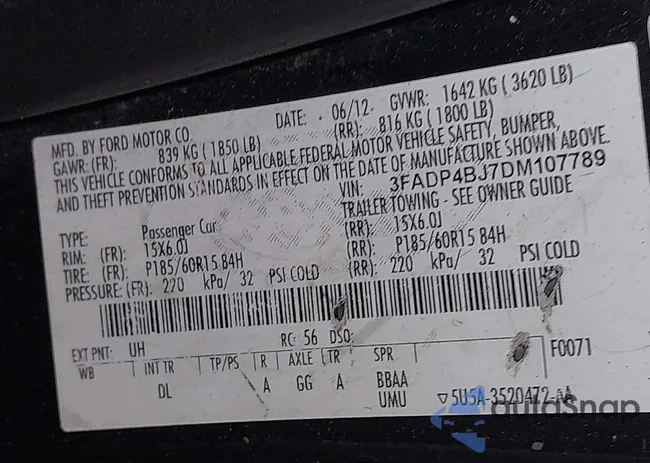 MFD. BY FORD MOTOR CO. DATE: 06/12 GVWR: 1642 KG ( 3620 LB)
GAWR: (FR): 839 KG ( 1850 LB) (RR): 816 KG ( 1800 LB)
THIS VEHICLE CONFORMS TO ALL APPLICABLE FEDERAL MOTOR VEHICLE SAFETY, BUMPER,
AND THEFT PREVENTION STANDARDS IN EFFECT ON THE DATE OF MANUFACTURE SHOWN ABOVE.
VIN: 3FADP4BJ7DM107789
TYPE: Passenger Car TRAILER TOWING - SEE OWNER GUIDE
RIM: (FR): 15X6.0J (RR): 15X6.0J
TIRE: (FR): P185/60R15 84H (RR): P185/60R15 84H
PRESSURE: (FR): 220 kPa/ 32 PSI COLD (RR): 220 kPa/ 32 PSI COLD
EXT PNT: UH RC: 56 DSO: F0071
WB INT TR TP/PS R AXLE TR SPR
DL A GG A BBAA
UMU 5U5A-3520472-AA
autoSnap